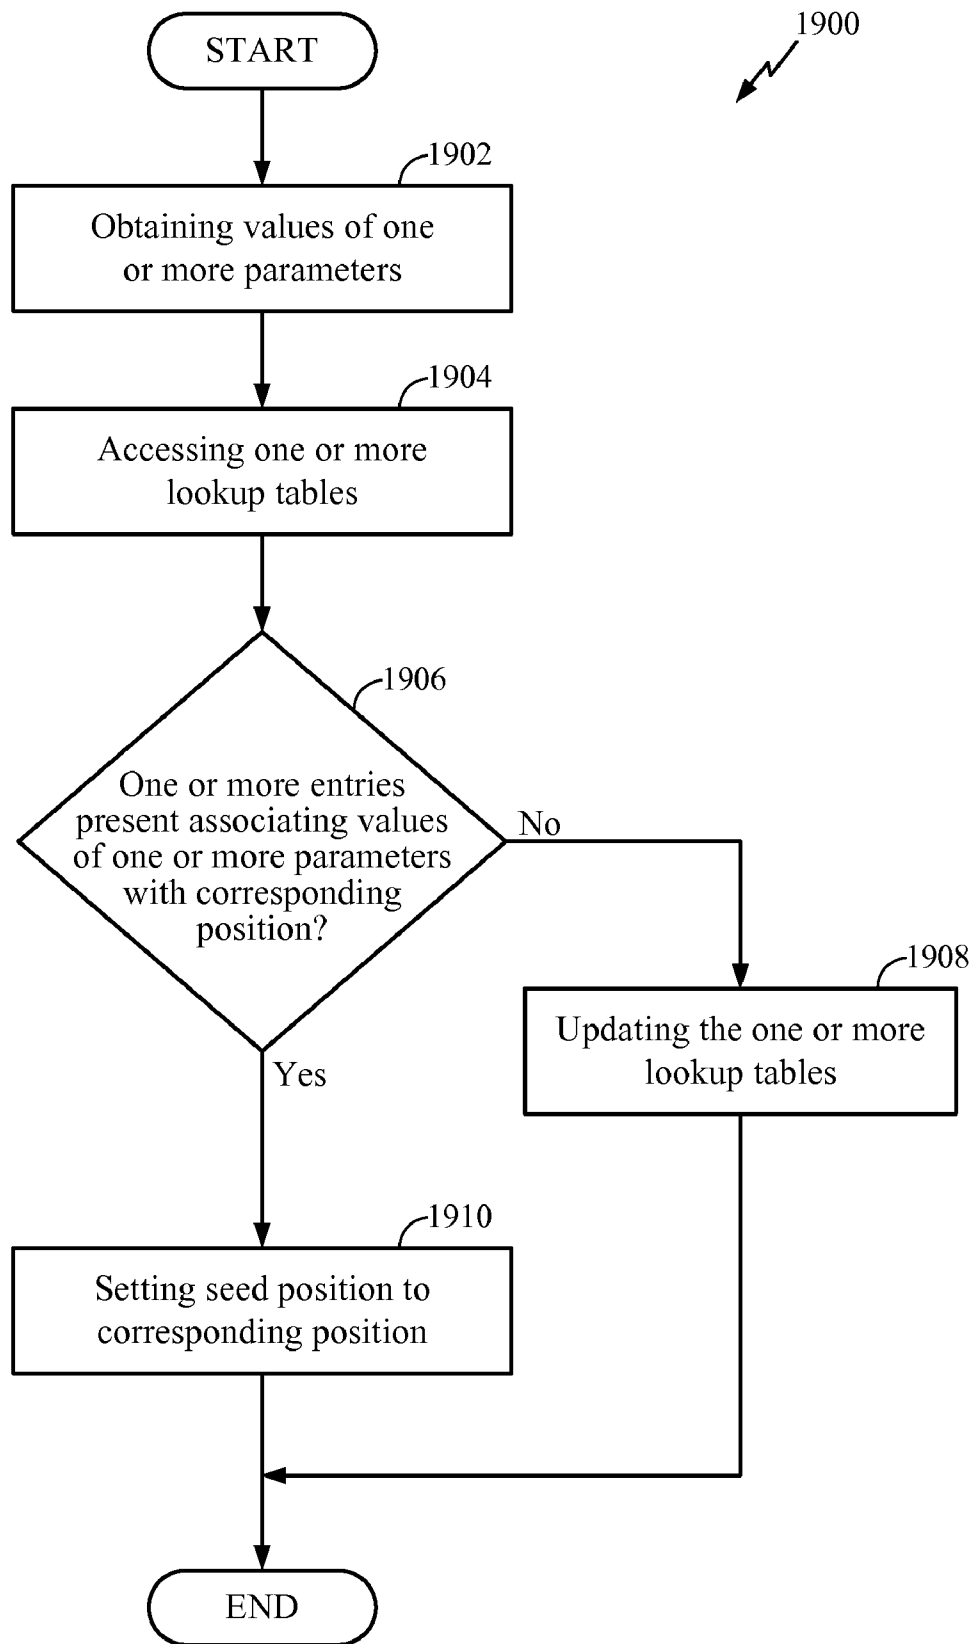 START
1900
1902
Obtaining values of one
or more parameters
1904
Accessing one or more
lookup tables
1906
One or more entries
present associating values
of one or more parameters
with corresponding
position?
No
1908
Updating the one or more
lookup tables
Yes
1910
Setting seed position to
corresponding position
END